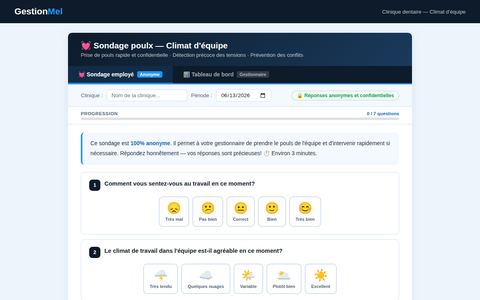 GestionMel
Clinique dentaire — Climat d'équipe
💓 Sondage poulx — Climat d'équipe
Prise de pouls rapide et confidentielle · Détection précoce des tensions · Prévention des conflits
💓 Sondage employé Anonyme 📊 Tableau de bord Gestionnaire
Clinique : Nom de la clinique... Période : 06/13/2026 🔒 Réponses anonymes et confidentielles
PROGRESSION 0 / 7 questions
Ce sondage est 100% anonyme. Il permet à votre gestionnaire de prendre le pouls de l'équipe et d'intervenir rapidement si
nécessaire. Répondez honnêtement — vos réponses sont précieuses! ⏱ Environ 3 minutes.
1 Comment vous sentez-vous au travail en ce moment?
Très mal Pas bien Correct Bien Très bien
2 Le climat de travail dans l'équipe est-il agréable en ce moment?
Très tendu Quelques nuages Variable Plutôt bien Excellent